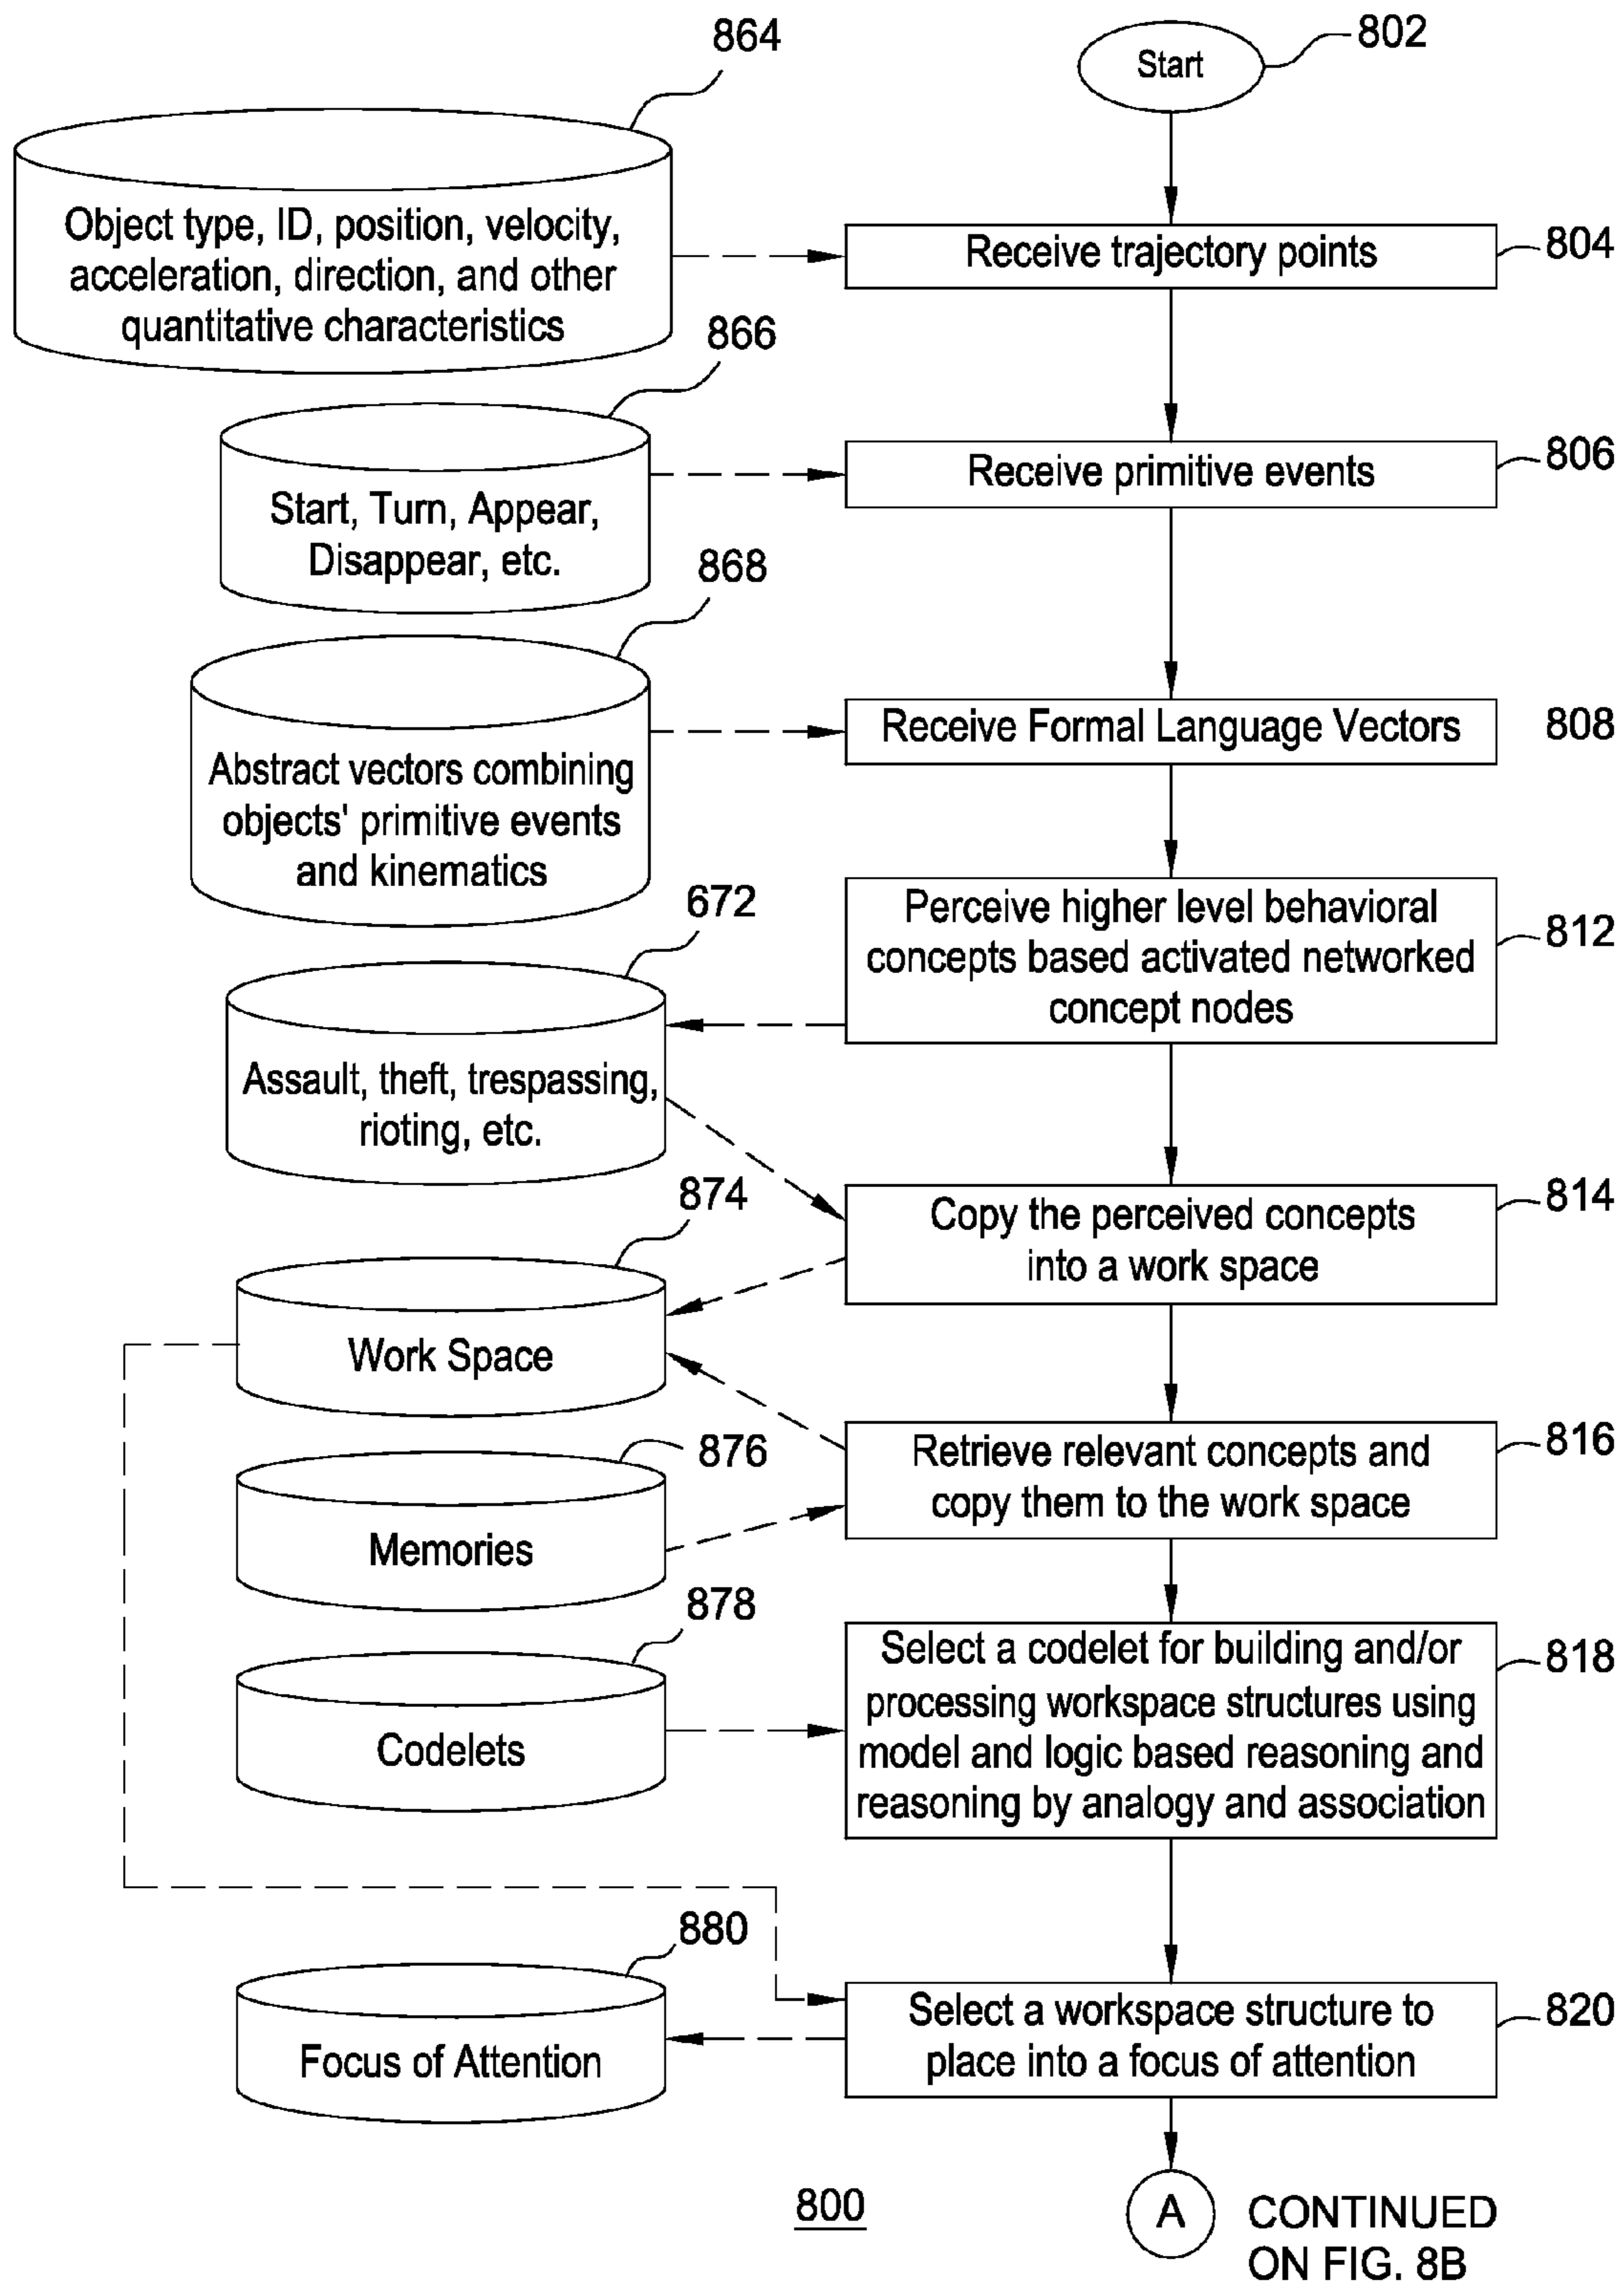 864
802
Start
Object type, ID, position, velocity,
acceleration, direction, and other
quantitative characteristics
Receive trajectory points
804
866
Start, Turn, Appear,
Disappear, etc.
Receive primitive events
806
868
Abstract vectors combining
objects' primitive events
and kinematics
Receive Formal Language Vectors
808
672
Assault, theft, trespassing,
rioting, etc.
Perceive higher level behavioral
concepts based activated networked
concept nodes
812
874
Work Space
Copy the perceived concepts
into a work space
814
876
Memories
Retrieve relevant concepts and
copy them to the work space
816
878
Codelets
Select a codelet for building and/or
processing workspace structures using
model and logic based reasoning and
reasoning by analogy and association
818
880
Focus of Attention
Select a workspace structure to
place into a focus of attention
820
800
A
CONTINUED
ON FIG. 8B